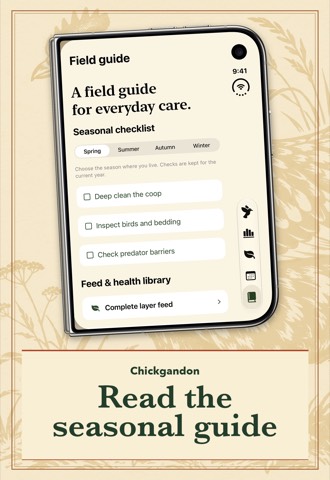 Field guide
9:41
A field guide
for everyday care.
Seasonal checklist
Spring Summer Autumn Winter
Choose the season where you live. Checks are kept for the
current year.
Deep clean the coop
Inspect birds and bedding
Check predator barriers
Feed & health library
Complete layer feed
Chickgandon
Read the
seasonal guide